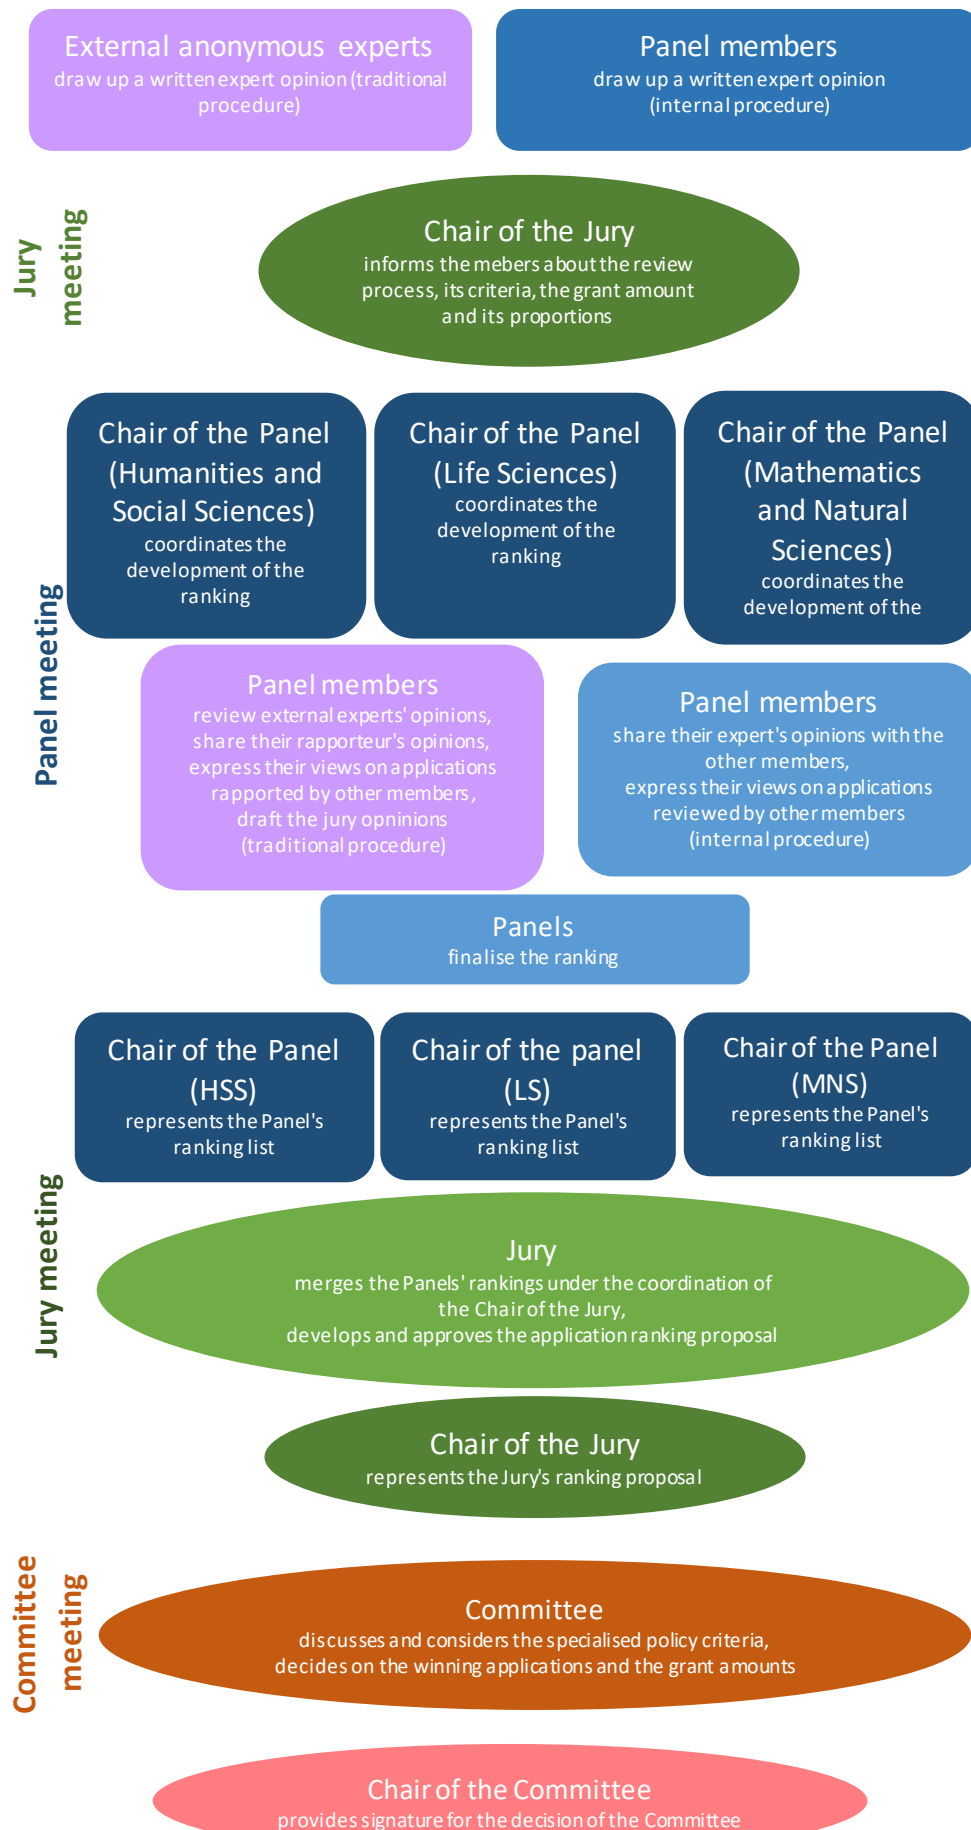 External anonymous experts
draw up a written expert opinion (traditional
procedure)
Panel members
draw up a written expert opinion
(internal procedure)
Jury
meeting
Chair of the Jury
informs the mebers about the review
process, its criteria, the grant amount
and its proportions
Panel meeting
Chair of the Panel
(Humanities and
Social Sciences)
coordinates the
development of the
ranking
Chair of the Panel
(Life Sciences)
coordinates the
development of the
ranking
Chair of the Panel
(Mathematics
and Natural
Sciences)
coordinates the
development of the
Panel members
review external experts' opinions,
share their rapporteur's opinions,
express their views on applications
rapported by other members,
draft the jury opninions
(traditional procedure)
Panel members
share their expert's opinions with the
other members,
express their views on applications
reviewed by other members
(internal procedure)
Panels
finalise the ranking
Jury meeting
Chair of the Panel
(HSS)
represents the Panel's
ranking list
Chair of the panel
(LS)
represents the Panel's
ranking list
Chair of the Panel
(MNS)
represents the Panel's
ranking list
Jury
merges the Panels' rankings under the coordination of
the Chair of the Jury,
develops and approves the application ranking proposal
Chair of the Jury
represents the Jury's ranking proposal
Committee
meeting
Committee
discusses and considers the specialised policy criteria,
decides on the winning applications and the grant amounts
Chair of the Committee
provides signature for the decision of the Committee